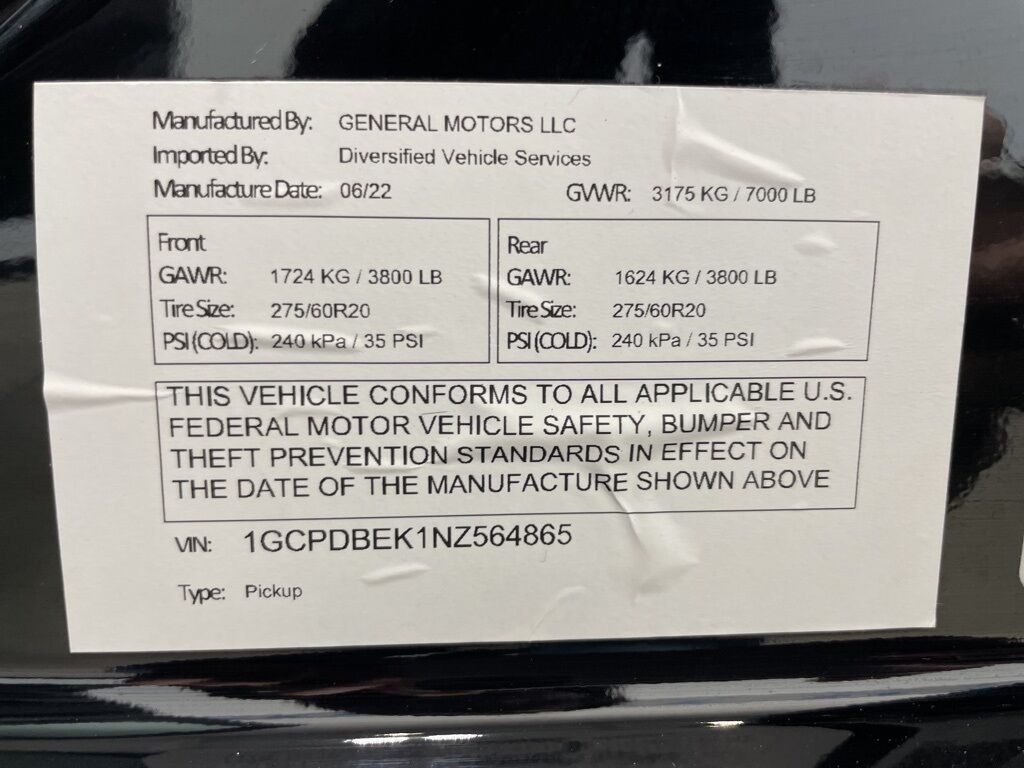 Manufactured By: GENERAL MOTORS LLC
Imported By: Diversified Vehicle Services
Manufacture Date: 06/22 GVWR: 3175 KG / 7000 LB
Front
GAWR: 1724 KG / 3800 LB
Tire Size: 275/60R20
PSI (COLD): 240 kPa / 35 PSI
Rear
GAWR: 1624 KG / 3800 LB
Tire Size: 275/60R20
PSI (COLD): 240 kPa / 35 PSI
THIS VEHICLE CONFORMS TO ALL APPLICABLE U.S.
FEDERAL MOTOR VEHICLE SAFETY, BUMPER AND
THEFT PREVENTION STANDARDS IN EFFECT ON
THE DATE OF THE MANUFACTURE SHOWN ABOVE
VIN: 1GCPDBEK1NZ564865
Type: Pickup